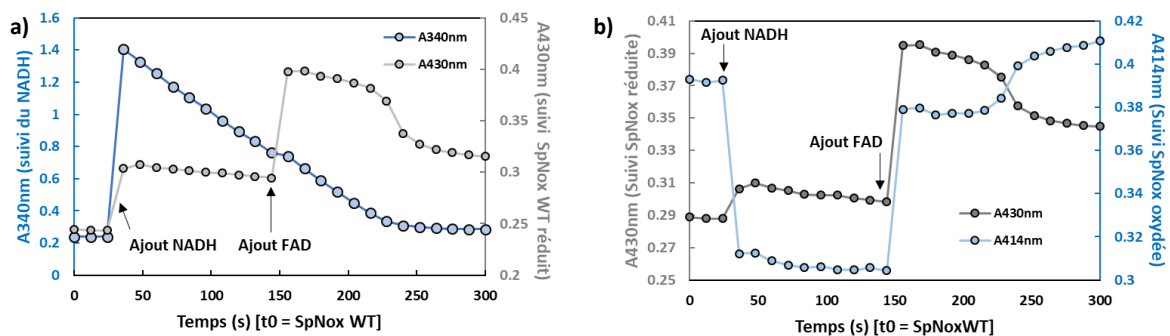 a)
A340nm (suivi du NADH)
1.6
1.4
1.2
1
0.8
0.6
0.4
0.2
0
A340nm
A430nm
Ajout NADH
Ajout FAD
0.45
0.4
0.35
0.3
0.25
0.2
A430nm (suivi SpNox WT
réduit)
0 50 100 150 200 250 300
Temps (s) [t0 = SpNox WT]
b)
A430nm (Suivi SpNox réduite)
0.41
0.39
0.37
0.35
0.33
0.31
0.29
0.27
0.25
Ajout NADH
Ajout FAD
A430nm
A414nm
0.42
0.4
0.38
0.36
0.34
0.32
0.3
A414nm (Suivi SpNox
oxydée)
0 50 100 150 200 250 300
Temps (s) [t0 = SpNoxWT]